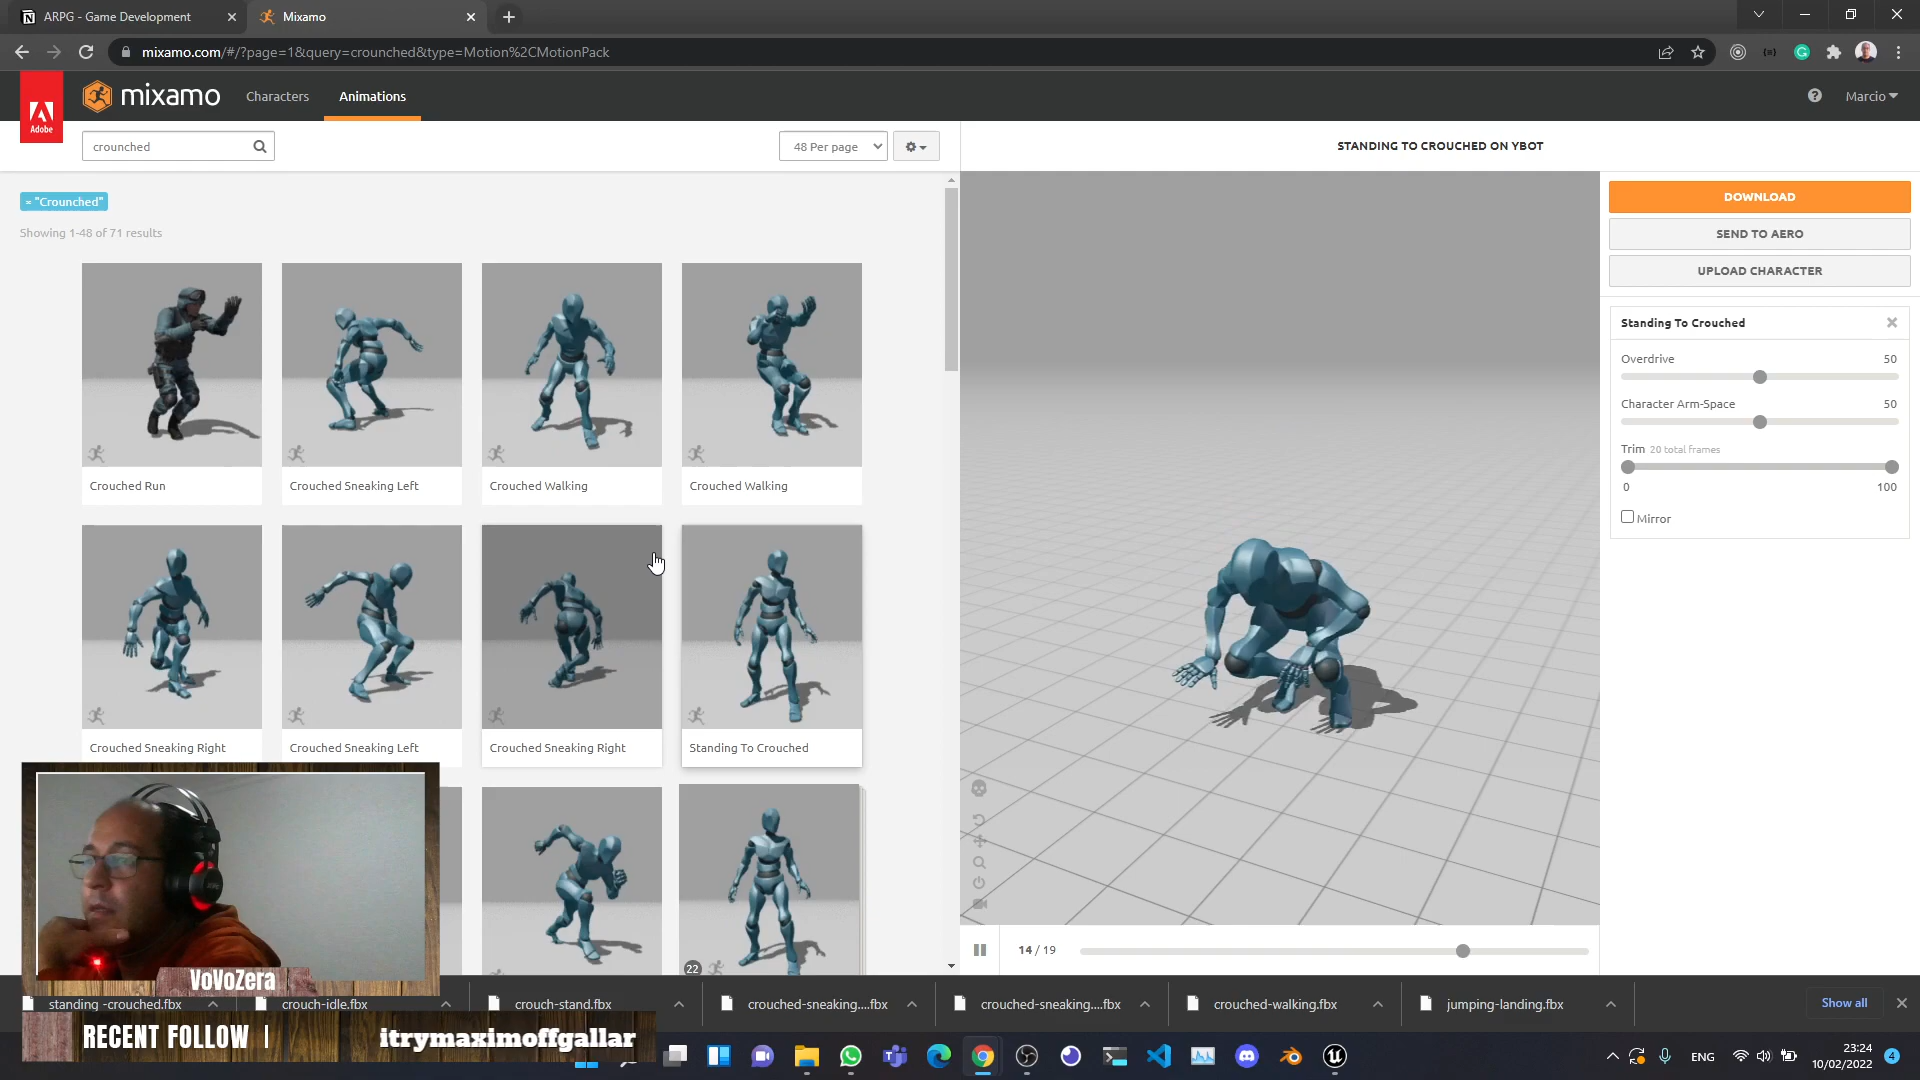 ARPG - Game Development
Mixamo
mixamo.com/#/?page=1&query=crounched&type=Motion%2CMotionPack
Adobe
mixamo
Characters
Animations
Marcio
crounched
48 Per page
STANDING TO CROUCHED ON YBOT
"Crounched"
Showing 1-48 of 71 results
DOWNLOAD
SEND TO AERO
UPLOAD CHARACTER
Standing To Crouched
Overdrive 50
Character Arm-Space 50
Trim 20 total frames
0 100
Mirror
Crouched Run
Crouched Sneaking Left
Crouched Walking
Crouched Walking
Crouched Sneaking Right
Crouched Sneaking Left
Crouched Sneaking Right
Standing To Crouched
22
14 / 19
VoVoZera
standing -crouched.fbx
crouch-idle.fbx
crouch-stand.fbx
crouched-sneaking....fbx
crouched-sneaking....fbx
crouched-walking.fbx
jumping-landing.fbx
Show all
RECENT FOLLOW |
itrymaximoffgallar
ENG
23:24
10/02/2022
4